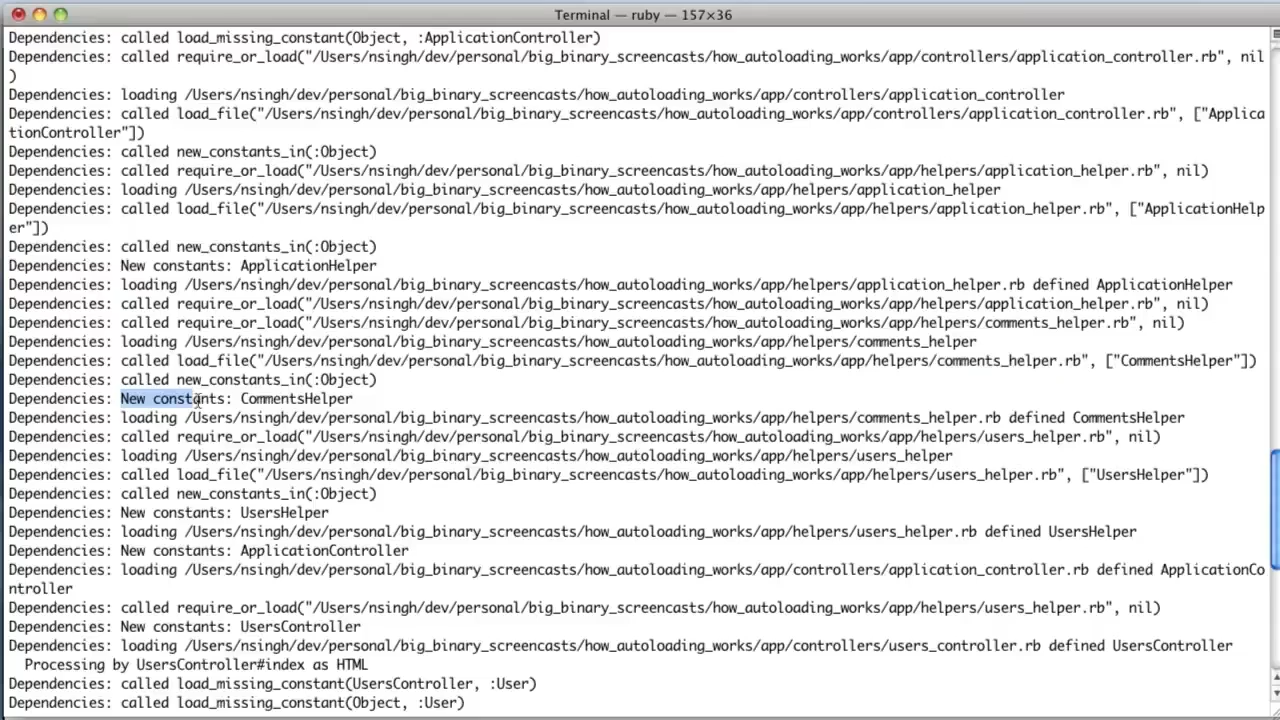 Terminal — ruby — 157×36
Dependencies: called load_missing_constant(Object, :ApplicationController)
Dependencies: called require_or_load("/Users/nsingh/dev/personal/big_binary_screencasts/how_autoloading_works/app/controllers/application_controller.rb", nil
)
Dependencies: loading /Users/nsingh/dev/personal/big_binary_screencasts/how_autoloading_works/app/controllers/application_controller
Dependencies: called load_file("/Users/nsingh/dev/personal/big_binary_screencasts/how_autoloading_works/app/controllers/application_controller.rb", ["Applica
tionController"])
Dependencies: called new_constants_in(:Object)
Dependencies: called require_or_load("/Users/nsingh/dev/personal/big_binary_screencasts/how_autoloading_works/app/helpers/application_helper.rb", nil)
Dependencies: loading /Users/nsingh/dev/personal/big_binary_screencasts/how_autoloading_works/app/helpers/application_helper
Dependencies: called load_file("/Users/nsingh/dev/personal/big_binary_screencasts/how_autoloading_works/app/helpers/application_helper.rb", ["ApplicationHelp
er"])
Dependencies: called new_constants_in(:Object)
Dependencies: New constants: ApplicationHelper
Dependencies: loading /Users/nsingh/dev/personal/big_binary_screencasts/how_autoloading_works/app/helpers/application_helper.rb defined ApplicationHelper
Dependencies: called require_or_load("/Users/nsingh/dev/personal/big_binary_screencasts/how_autoloading_works/app/helpers/application_helper.rb", nil)
Dependencies: called require_or_load("/Users/nsingh/dev/personal/big_binary_screencasts/how_autoloading_works/app/helpers/comments_helper.rb", nil)
Dependencies: loading /Users/nsingh/dev/personal/big_binary_screencasts/how_autoloading_works/app/helpers/comments_helper
Dependencies: called load_file("/Users/nsingh/dev/personal/big_binary_screencasts/how_autoloading_works/app/helpers/comments_helper.rb", ["CommentsHelper"])
Dependencies: called new_constants_in(:Object)
Dependencies: New constants: CommentsHelper
Dependencies: loading /Users/nsingh/dev/personal/big_binary_screencasts/how_autoloading_works/app/helpers/comments_helper.rb defined CommentsHelper
Dependencies: called require_or_load("/Users/nsingh/dev/personal/big_binary_screencasts/how_autoloading_works/app/helpers/users_helper.rb", nil)
Dependencies: loading /Users/nsingh/dev/personal/big_binary_screencasts/how_autoloading_works/app/helpers/users_helper
Dependencies: called load_file("/Users/nsingh/dev/personal/big_binary_screencasts/how_autoloading_works/app/helpers/users_helper.rb", ["UsersHelper"])
Dependencies: called new_constants_in(:Object)
Dependencies: New constants: UsersHelper
Dependencies: loading /Users/nsingh/dev/personal/big_binary_screencasts/how_autoloading_works/app/helpers/users_helper.rb defined UsersHelper
Dependencies: New constants: ApplicationController
Dependencies: loading /Users/nsingh/dev/personal/big_binary_screencasts/how_autoloading_works/app/controllers/application_controller.rb defined ApplicationCo
ntroller
Dependencies: called require_or_load("/Users/nsingh/dev/personal/big_binary_screencasts/how_autoloading_works/app/helpers/users_helper.rb", nil)
Dependencies: New constants: UsersController
Dependencies: loading /Users/nsingh/dev/personal/big_binary_screencasts/how_autoloading_works/app/controllers/users_controller.rb defined UsersController
Processing by UsersController#index as HTML
Dependencies: called load_missing_constant(UsersController, :User)
Dependencies: called load_missing_constant(Object, :User)